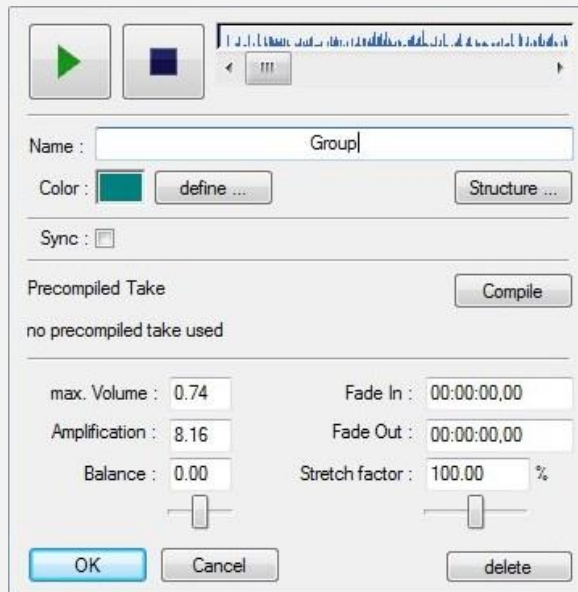 Name : Group
Color : define ... Structure ...
Sync :
Precompiled Take Compile
no precompiled take used
max. Volume : 0.74 Fade In : 00:00:00,00
Amplification : 8.16 Fade Out : 00:00:00,00
Balance : 0.00 Stretch factor : 100.00 %
OK Cancel delete